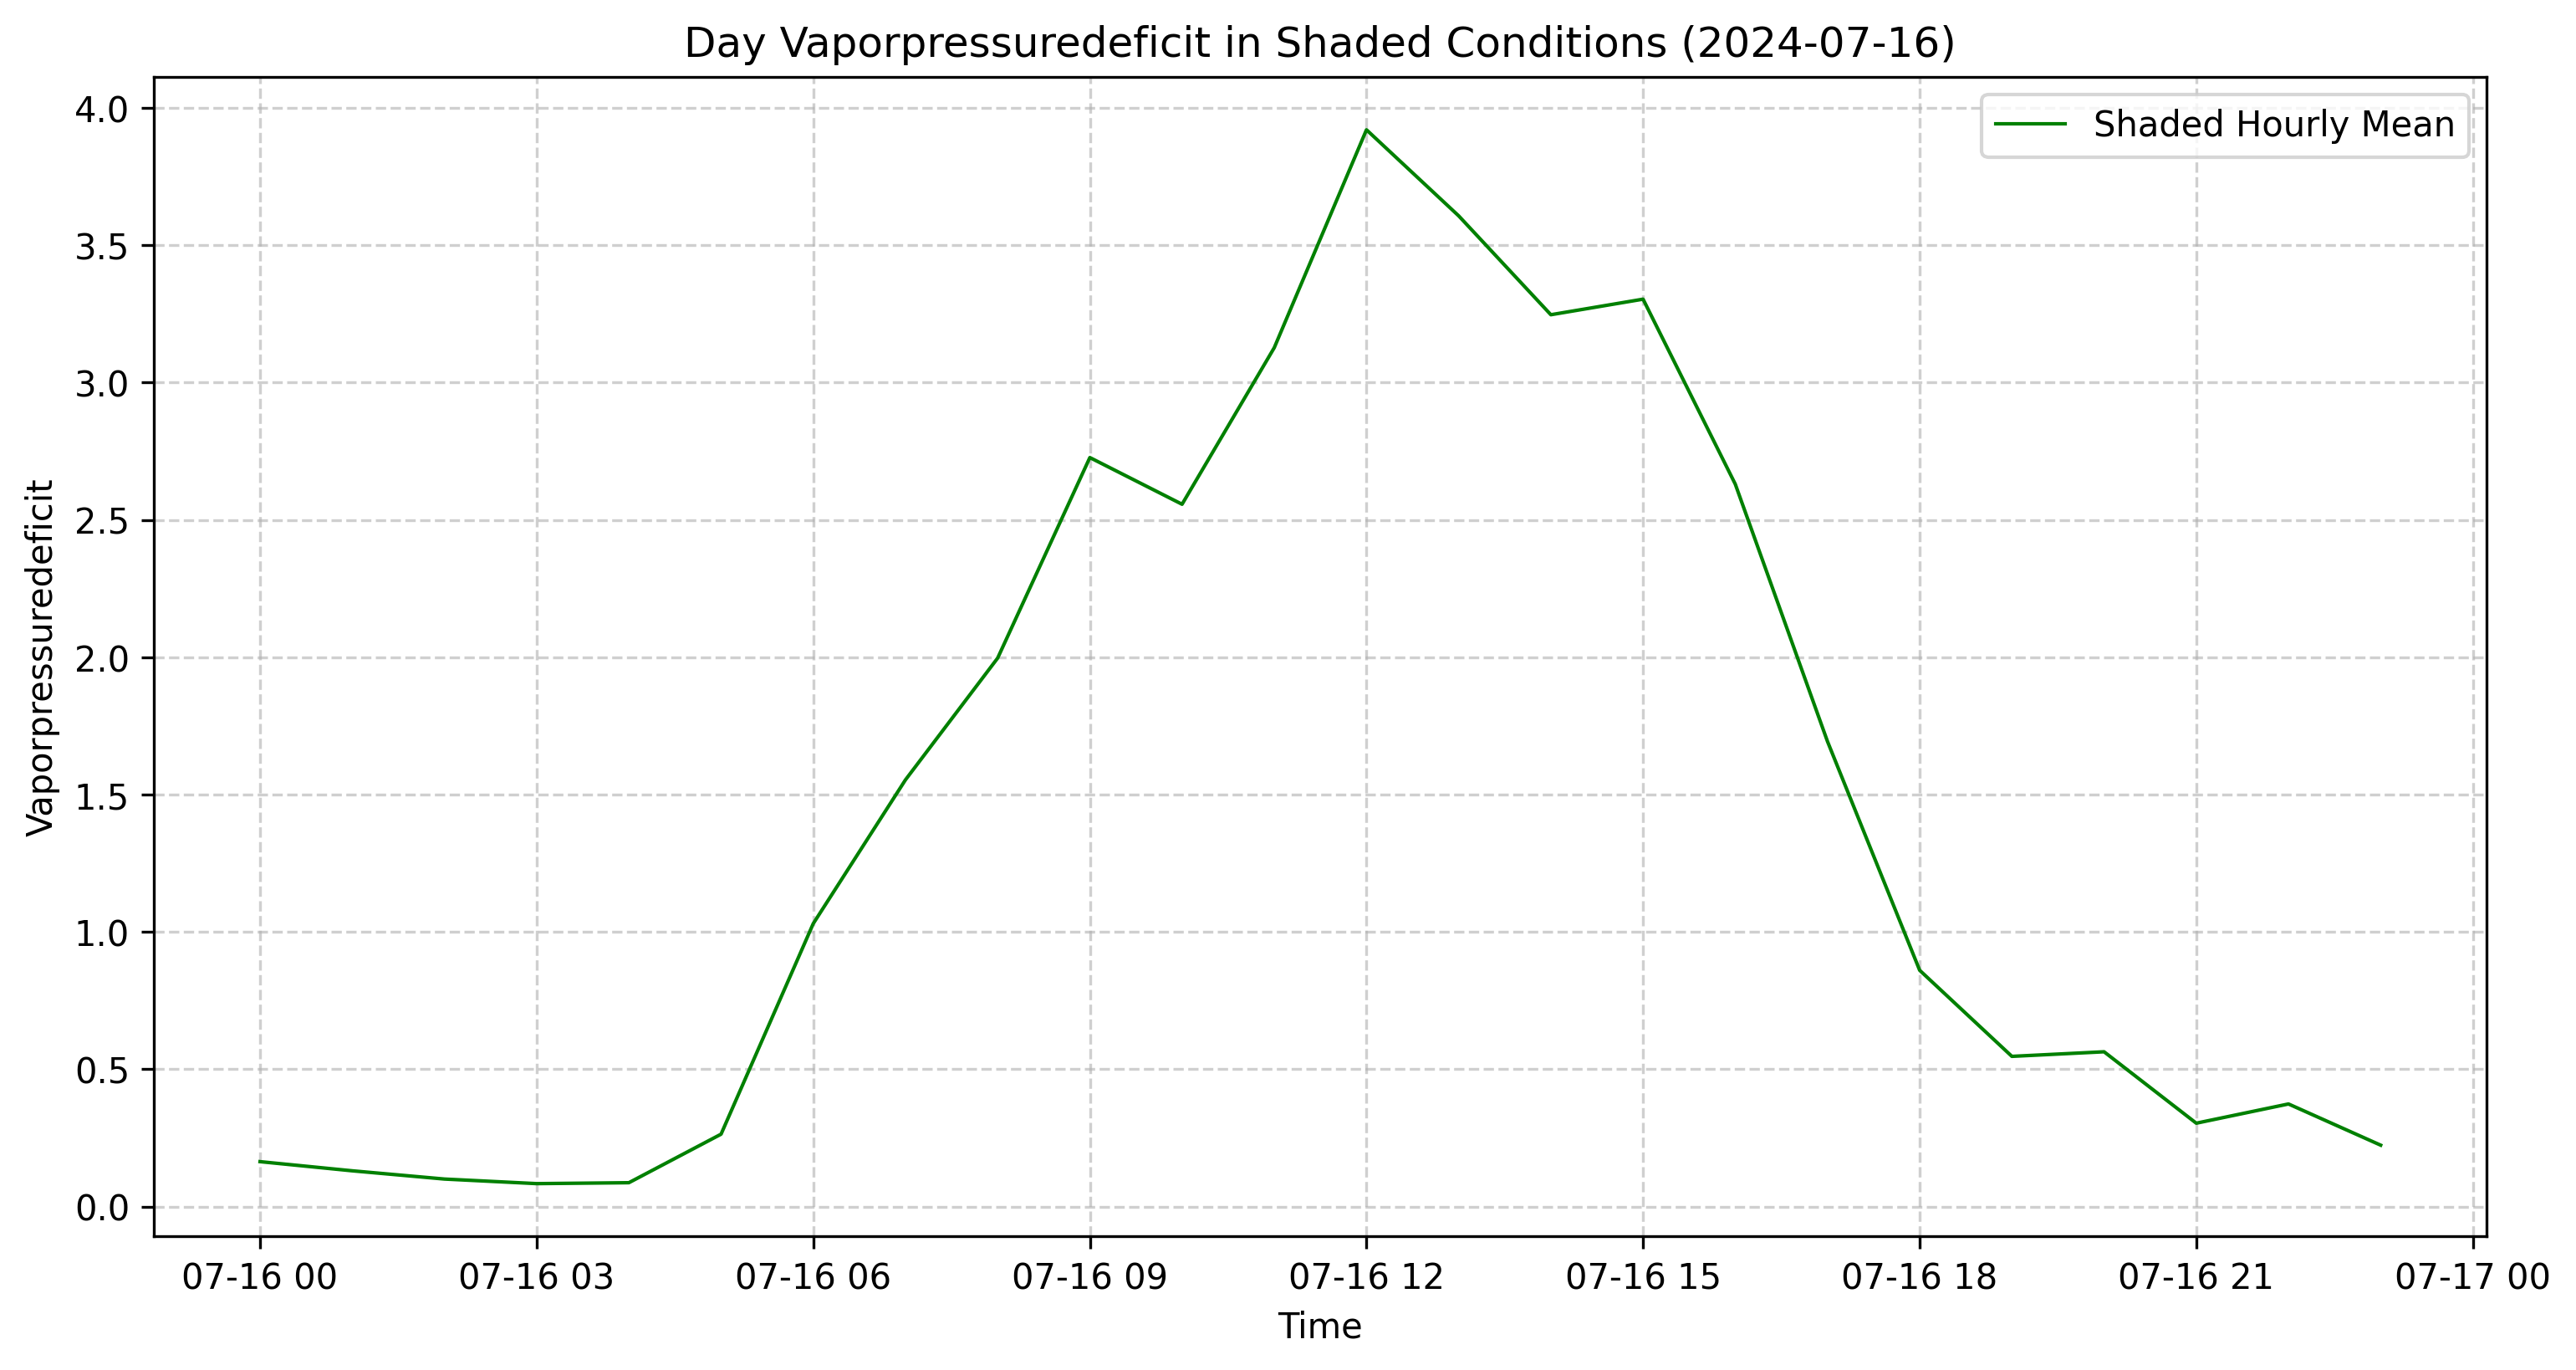 Day Vaporpressuredeficit in Shaded Conditions (2024-07-16)
Shaded Hourly Mean
4.0
3.5
3.0
2.5
2.0
1.5
1.0
0.5
0.0
Vaporpressuredeficit
07-16 00 07-16 03 07-16 06 07-16 09 07-16 12 07-16 15 07-16 18 07-16 21 07-17 00
Time